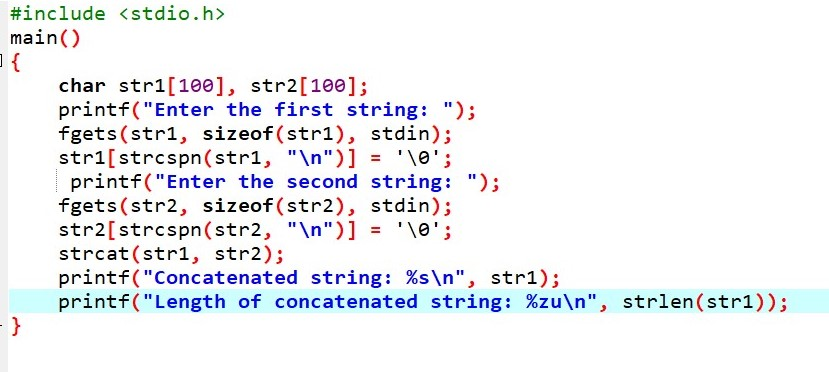 #include <stdio.h>
main()
{
    char str1[100], str2[100];
    printf("Enter the first string: ");
    fgets(str1, sizeof(str1), stdin);
    str1[strcspn(str1, "\n")] = '\0';
     printf("Enter the second string: ");
    fgets(str2, sizeof(str2), stdin);
    str2[strcspn(str2, "\n")] = '\0';
    strcat(str1, str2);
    printf("Concatenated string: %s\n", str1);
    printf("Length of concatenated string: %zu\n", strlen(str1));
}